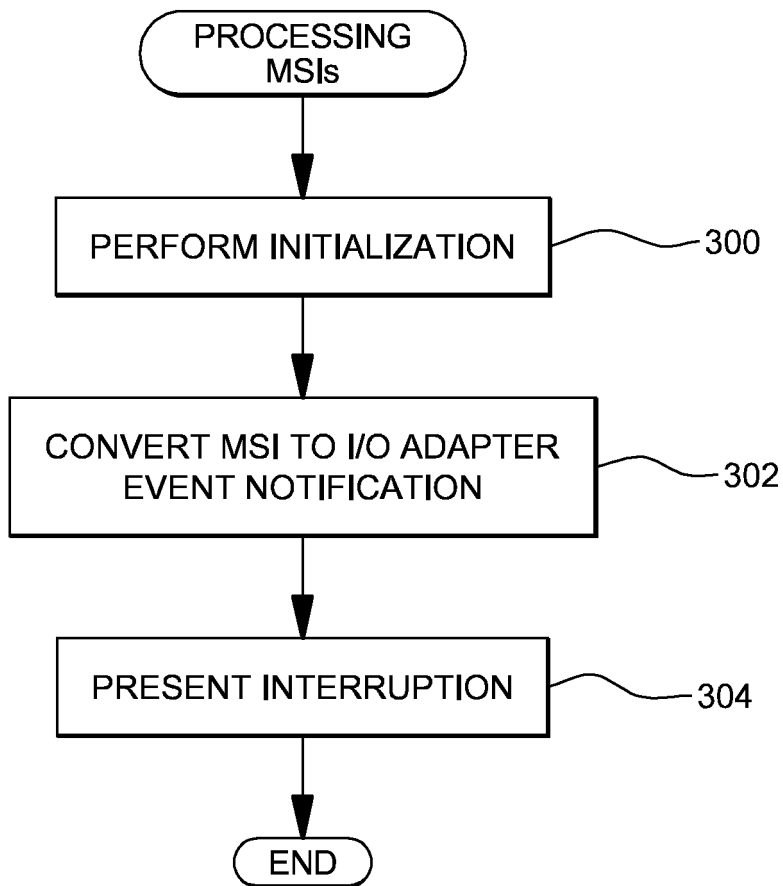 PROCESSING
MSIs
PERFORM INITIALIZATION
300
CONVERT MSI TO I/O ADAPTER
EVENT NOTIFICATION
302
PRESENT INTERRUPTION
304
END